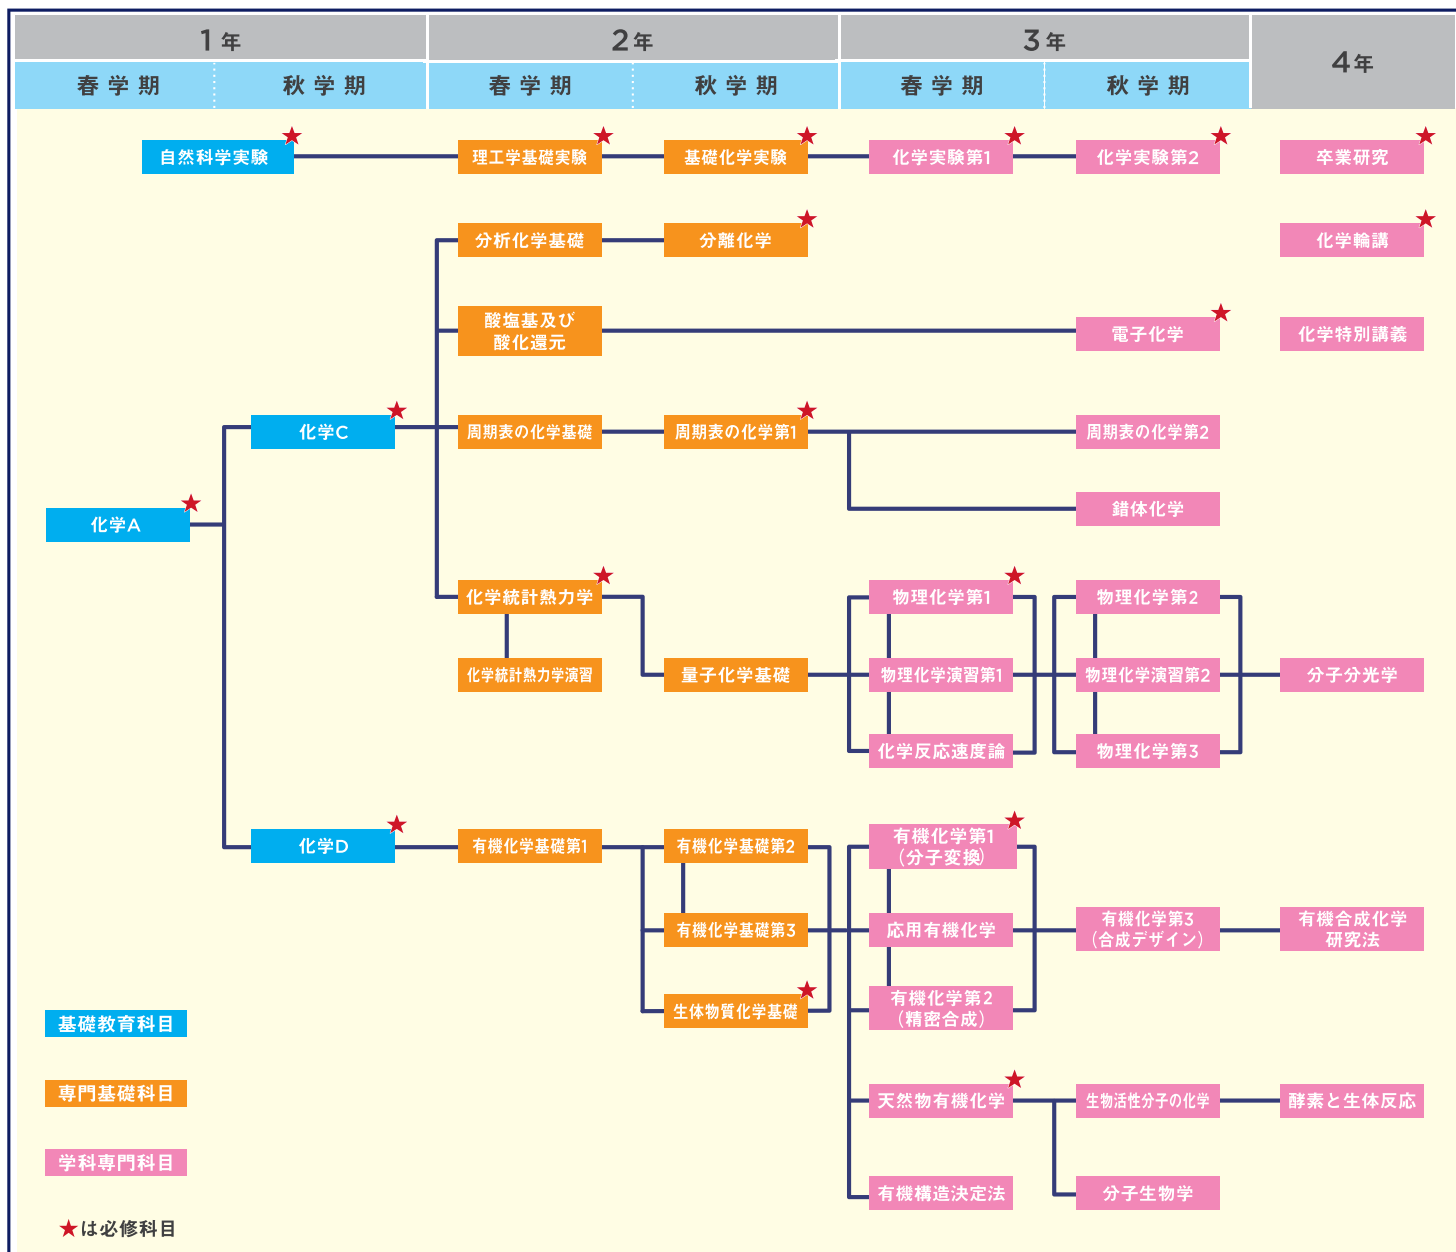 1年
2年
3年
4年
春学期
秋学期
春学期
秋学期
春学期
秋学期
自然科学実験
理工学基礎実験
基礎化学実験
化学実験第1
化学実験第2
卒業研究
分析化学基礎
分離化学
化学輪講
酸塩基及び
酸化還元
電子化学
化学特別講義
化学C
周期表の化学基礎
周期表の化学第1
周期表の化学第2
錯体化学
化学A
化学統計熱力学
物理化学第1
物理化学第2
化学統計熱力学演習
量子化学基礎
物理化学演習第1
物理化学演習第2
分子分光学
化学反応速度論
物理化学第3
化学D
有機化学基礎第1
有機化学基礎第2
有機化学第1
(分子変換)
有機化学基礎第3
応用有機化学
有機化学第3
(合成デザイン)
有機合成化学
研究法
生体物質化学基礎
有機化学第2
(精密合成)
天然物有機化学
生物活性分子の化学
酵素と生体反応
有機構造決定法
分子生物学
基礎教育科目
専門基礎科目
学科専門科目
★は必修科目